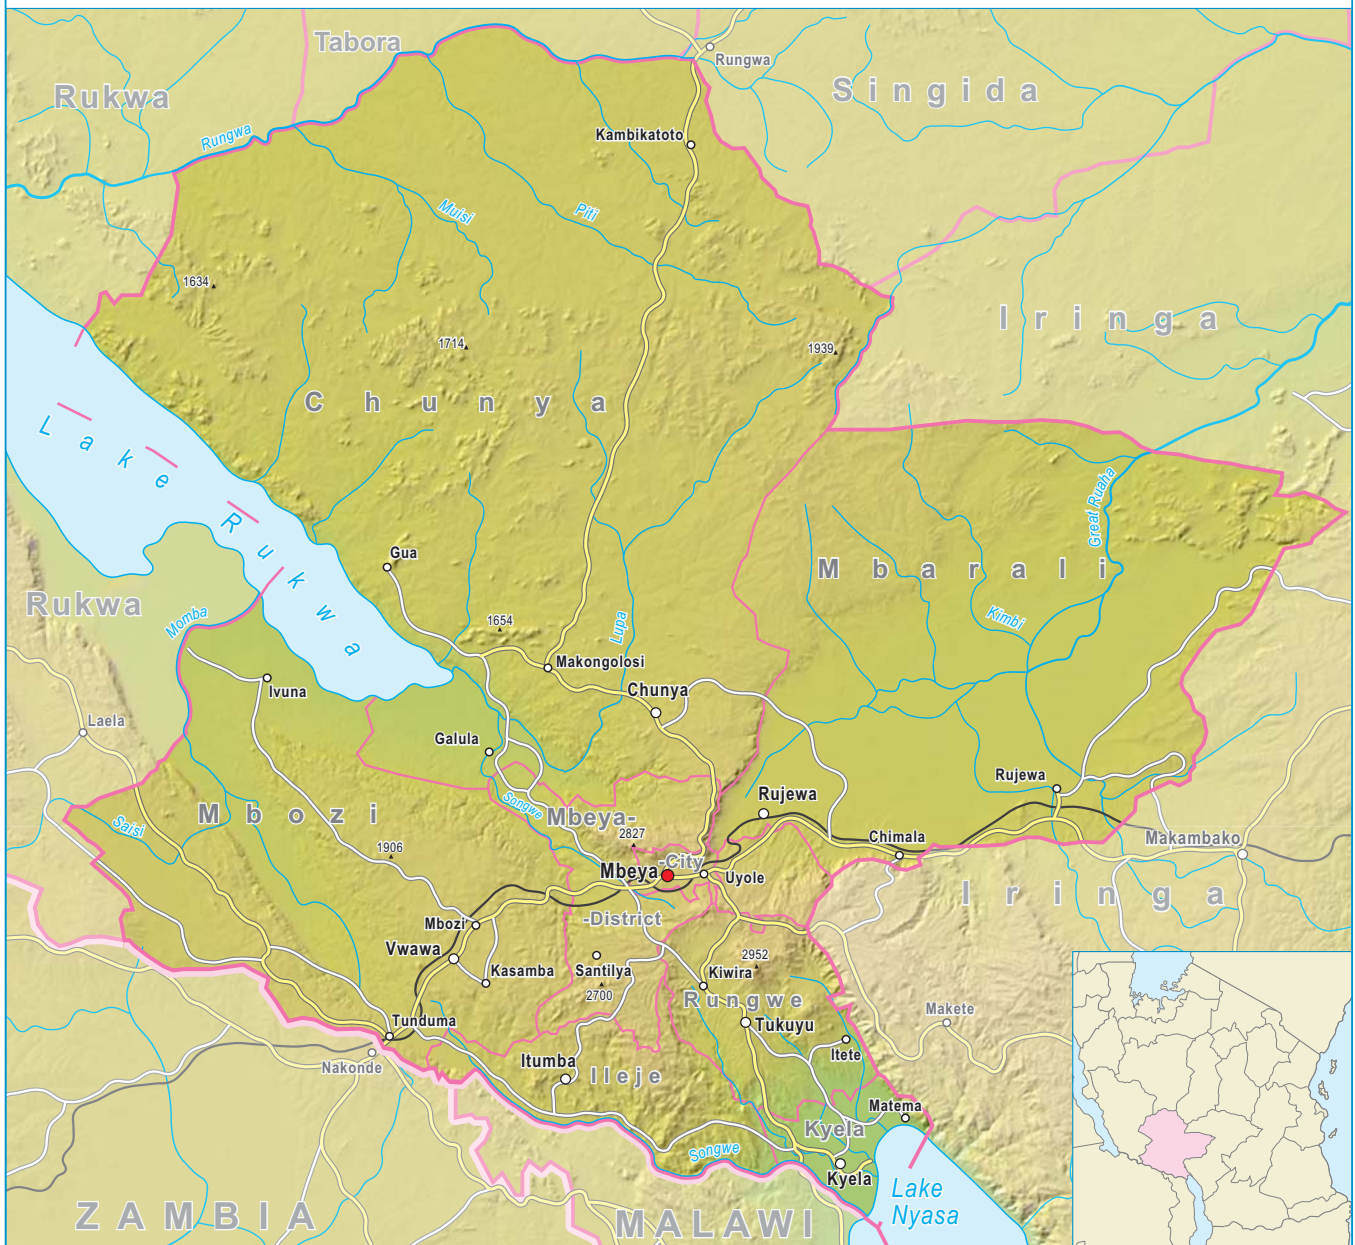 Tabora
Rungwa
Rukwa
Singida
Rungwa
Kambikatoto
Muisi
Piti
1634
Iringa
1714
1939
Chunya
Lake Rukwa
Great Ruaha
Gua
Mbarali
Rukwa
Momba
Kimbi
1654
Lupa
Makongolosi
Ivuna
Chunya
Laela
Galula
Rujewa
Songwe
Rujewa
Mbozi
Mbeya-
Saisi
2827
Chimala
Makambako
1906
-City
Mbeya
Uyole
Iringa
Mbozi
-District
Vwawa
2952
Kasamba
Santilya
Kiwira
2700
Rungwe
Makete
Tunduma
Tukuyu
Itete
Nakonde
Itumba
Ileje
Matema
Kyela
Songwe
Kyela
Lake
Nyasa
ZAMBIA
MALAWI